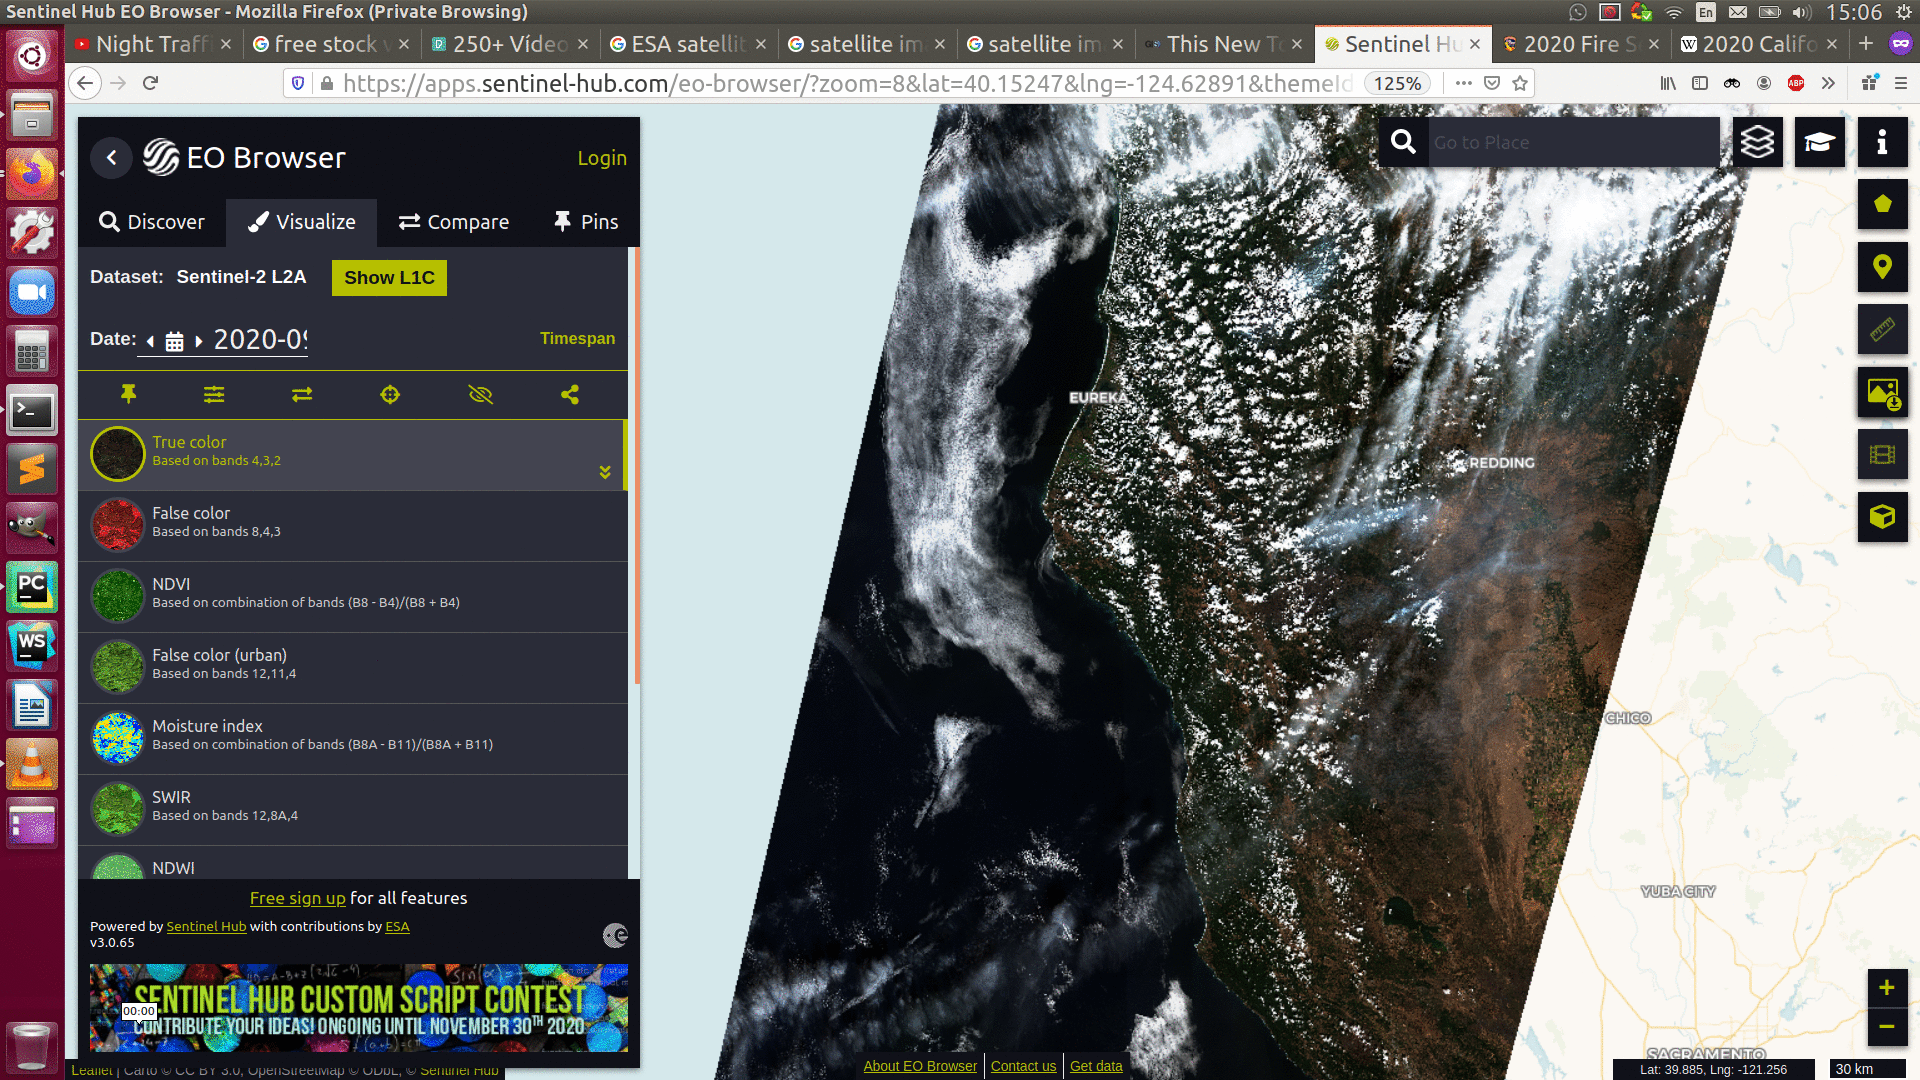 Sentinel Hub EO Browser - Mozilla Firefox (Private Browsing)
En
15:06
Night Traff
free stock v
250+ Vídeo
ESA satellit
satellite im
satellite im
This New To
Sentinel Hu
2020 Fire S
2020 Califo
https://apps.sentinel-hub.com/eo-browser/?zoom=8&lat=40.15247&lng=-124.62891&themeId
125%
ABP
EO Browser
Login
Discover
Visualize
Compare
Pins
Dataset: Sentinel-2 L2A
Show L1C
Date:
2020-09
Timespan
True color
Based on bands 4,3,2
False color
Based on bands 8,4,3
NDVI
Based on combination of bands (B8 - B4)/(B8 + B4)
False color (urban)
Based on bands 12,11,4
Moisture index
Based on combination of bands (B8A - B11)/(B8A + B11)
SWIR
Based on bands 12,8A,4
NDWI
Free sign up for all features
Powered by Sentinel Hub with contributions by ESA
v3.0.65
SENTINEL HUB CUSTOM SCRIPT CONTEST
00:00
CONTRIBUTE YOUR IDEAS! ONGOING UNTIL NOVEMBER 30TH 2020
Leaflet | Carto © CC BY 3.0, OpenStreetMap © ODbL, © Sentinel Hub
PC
WS
Go to Place
EUREKA
REDDING
CHICO
YUBA CITY
SACRAMENTO
About EO Browser
Contact us
Get data
Lat: 39.885, Lng: -121.256
30 km